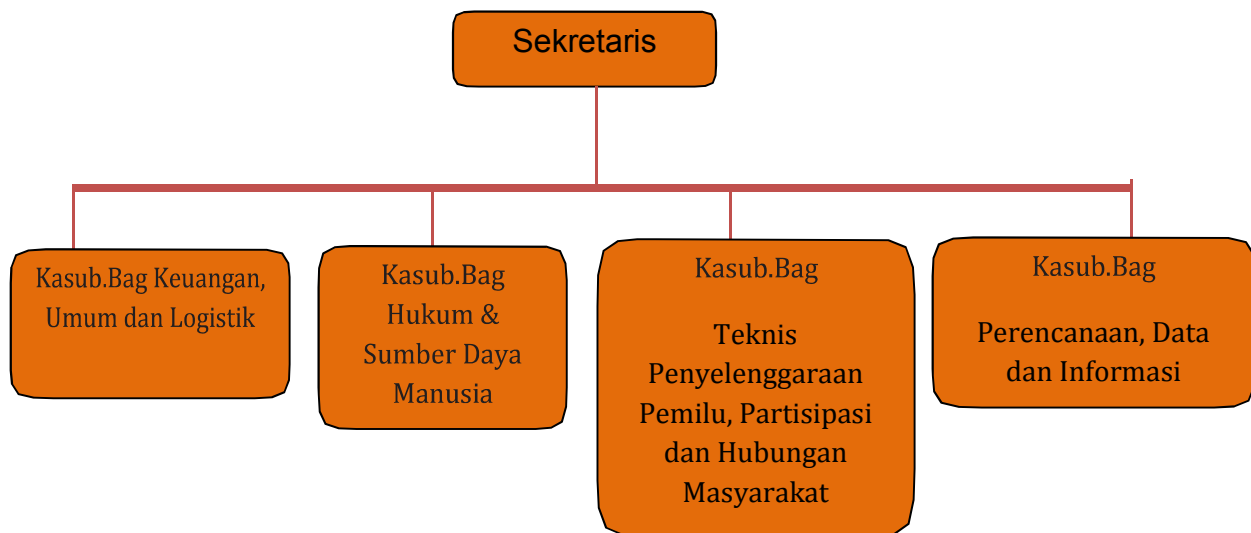 Sekretaris
Kasub.Bag Keuangan,
Umum dan Logistik
Kasub.Bag
Hukum &
Sumber Daya
Manusia
Kasub.Bag
Teknis
Penyelenggaraan
Pemilu, Partisipasi
dan Hubungan
Masyarakat
Kasub.Bag
Perencanaan, Data
dan Informasi